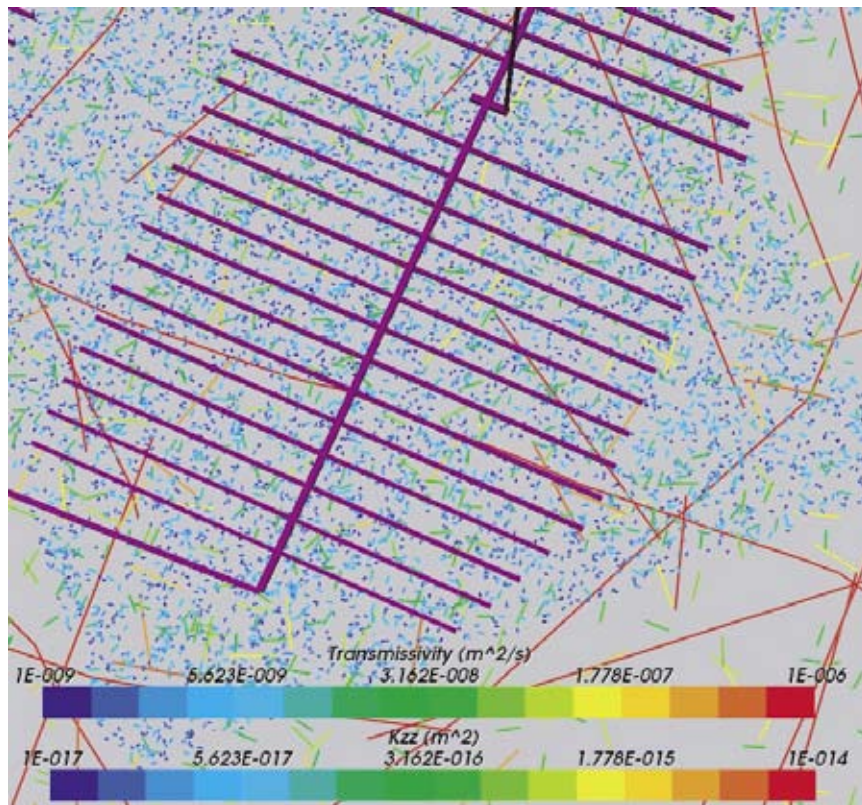 Transmissivity (m^2/s)
1E-009 5.623E-009 3.162E-008 1.778E-007 1E-006
Kzz (m^2)
1E-017 5.623E-017 3.162E-016 1.778E-015 1E-014